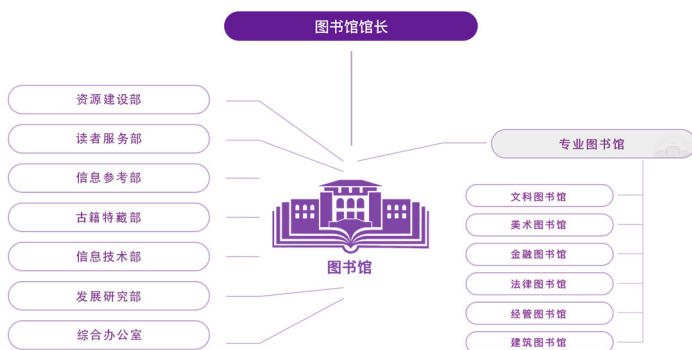 图书馆馆长
资源建设部
读者服务部
信息参考部
古籍特藏部
信息技术部
发展研究部
综合办公室
图书馆
专业图书馆
文科图书馆
美术图书馆
金融图书馆
法律图书馆
经管图书馆
建筑图书馆